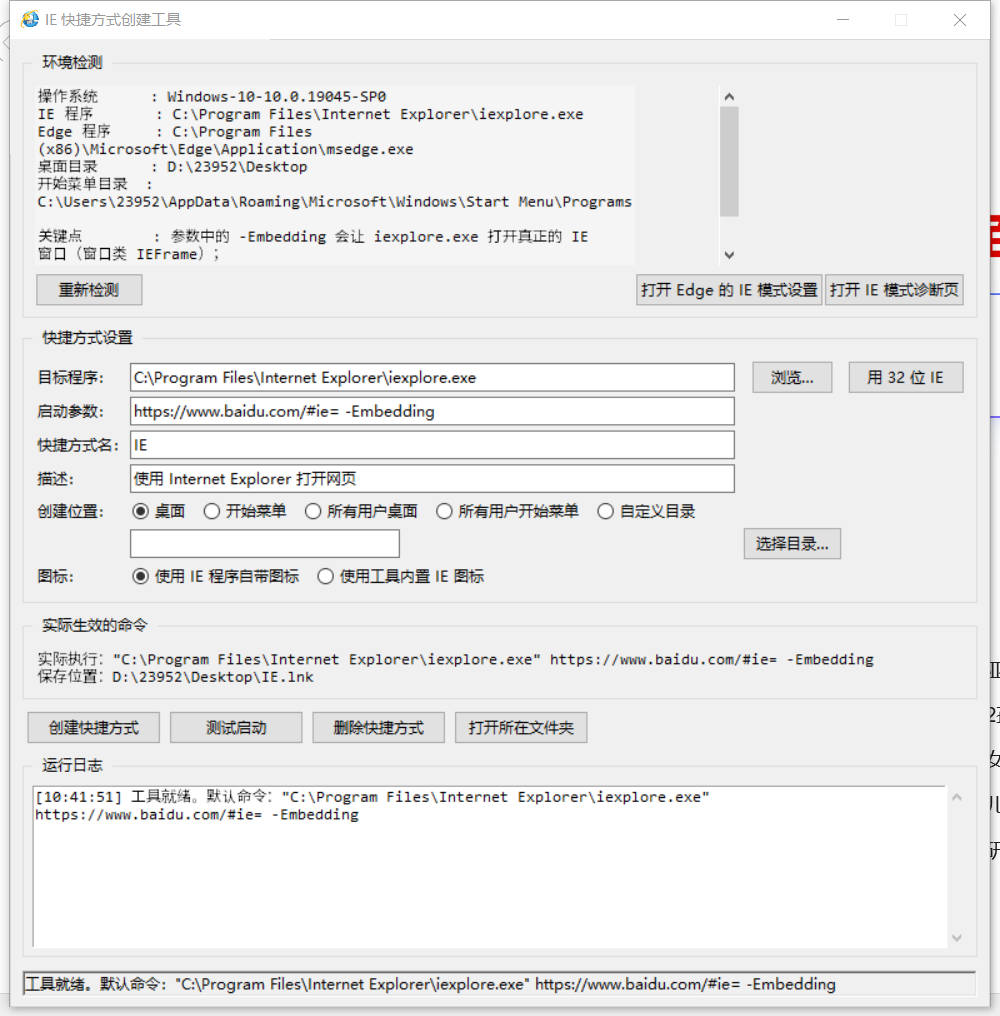 IE 快捷方式创建工具
环境检测
操作系统 : Windows-10-10.0.19045-SP0
IE 程序 : C:\Program Files\Internet Explorer\iexplore.exe
Edge 程序 : C:\Program Files
(x86)\Microsoft\Edge\Application\msedge.exe
桌面目录 : D:\23952\Desktop
开始菜单目录 :
C:\Users\23952\AppData\Roaming\Microsoft\Windows\Start Menu\Programs
关键点 : 参数中的 -Embedding 会让 iexplore.exe 打开真正的 IE
窗口（窗口类 IEFrame）；
重新检测 打开 Edge 的 IE 模式设置 打开 IE 模式诊断页
快捷方式设置
目标程序: C:\Program Files\Internet Explorer\iexplore.exe 浏览... 用 32 位 IE
启动参数: https://www.baidu.com/#ie= -Embedding
快捷方式名: IE
描述: 使用 Internet Explorer 打开网页
创建位置: 桌面 开始菜单 所有用户桌面 所有用户开始菜单 自定义目录
选择目录...
图标: 使用 IE 程序自带图标 使用工具内置 IE 图标
实际生效的命令
实际执行: "C:\Program Files\Internet Explorer\iexplore.exe" https://www.baidu.com/#ie= -Embedding
保存位置: D:\23952\Desktop\IE.lnk
创建快捷方式 测试启动 删除快捷方式 打开所在文件夹
运行日志
[10:41:51] 工具就绪。默认命令: "C:\Program Files\Internet Explorer\iexplore.exe"
https://www.baidu.com/#ie= -Embedding
工具就绪。默认命令: "C:\Program Files\Internet Explorer\iexplore.exe" https://www.baidu.com/#ie= -Embedding